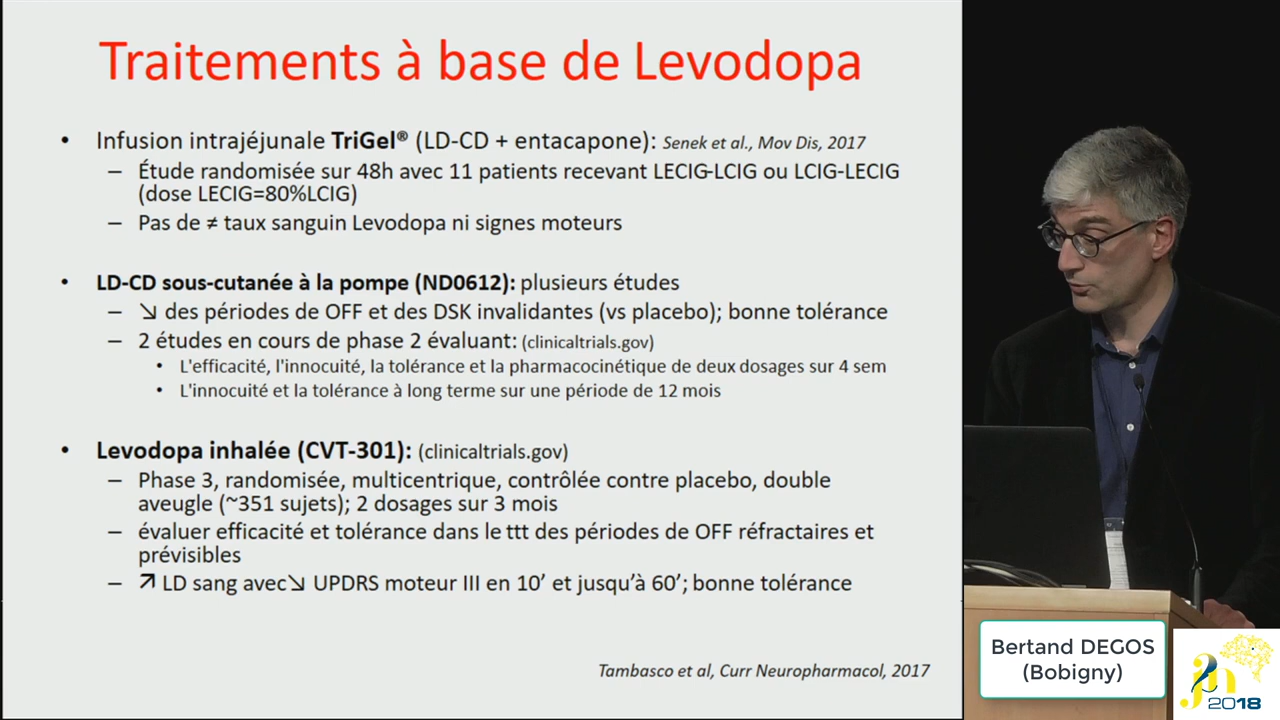 Traitements à base de Levodopa
• Infusion intrajéjunale TriGel® (LD-CD + entacapone): Senek et al., Mov Dis, 2017
– Étude randomisée sur 48h avec 11 patients recevant LECIG-LCIG ou LCIG-LECIG
(dose LECIG=80%LCIG)
– Pas de ≠ taux sanguin Levodopa ni signes moteurs
• LD-CD sous-cutanée à la pompe (ND0612): plusieurs études
– ↘ des périodes de OFF et des DSK invalidantes (vs placebo); bonne tolérance
– 2 études en cours de phase 2 évaluant: (clinicaltrials.gov)
• L'efficacité, l'innocuité, la tolérance et la pharmacocinétique de deux dosages sur 4 sem
• L'innocuité et la tolérance à long terme sur une période de 12 mois
• Levodopa inhalée (CVT-301): (clinicaltrials.gov)
– Phase 3, randomisée, multicentrique, contrôlée contre placebo, double
aveugle (~351 sujets); 2 dosages sur 3 mois
– évaluer efficacité et tolérance dans le ttt des périodes de OFF réfractaires et
prévisibles
– ↗ LD sang avec↘ UPDRS moteur III en 10’ et jusqu’à 60’; bonne tolérance
Tambasco et al, Curr Neuropharmacol, 2017
Bertand DEGOS
(Bobigny)
2018